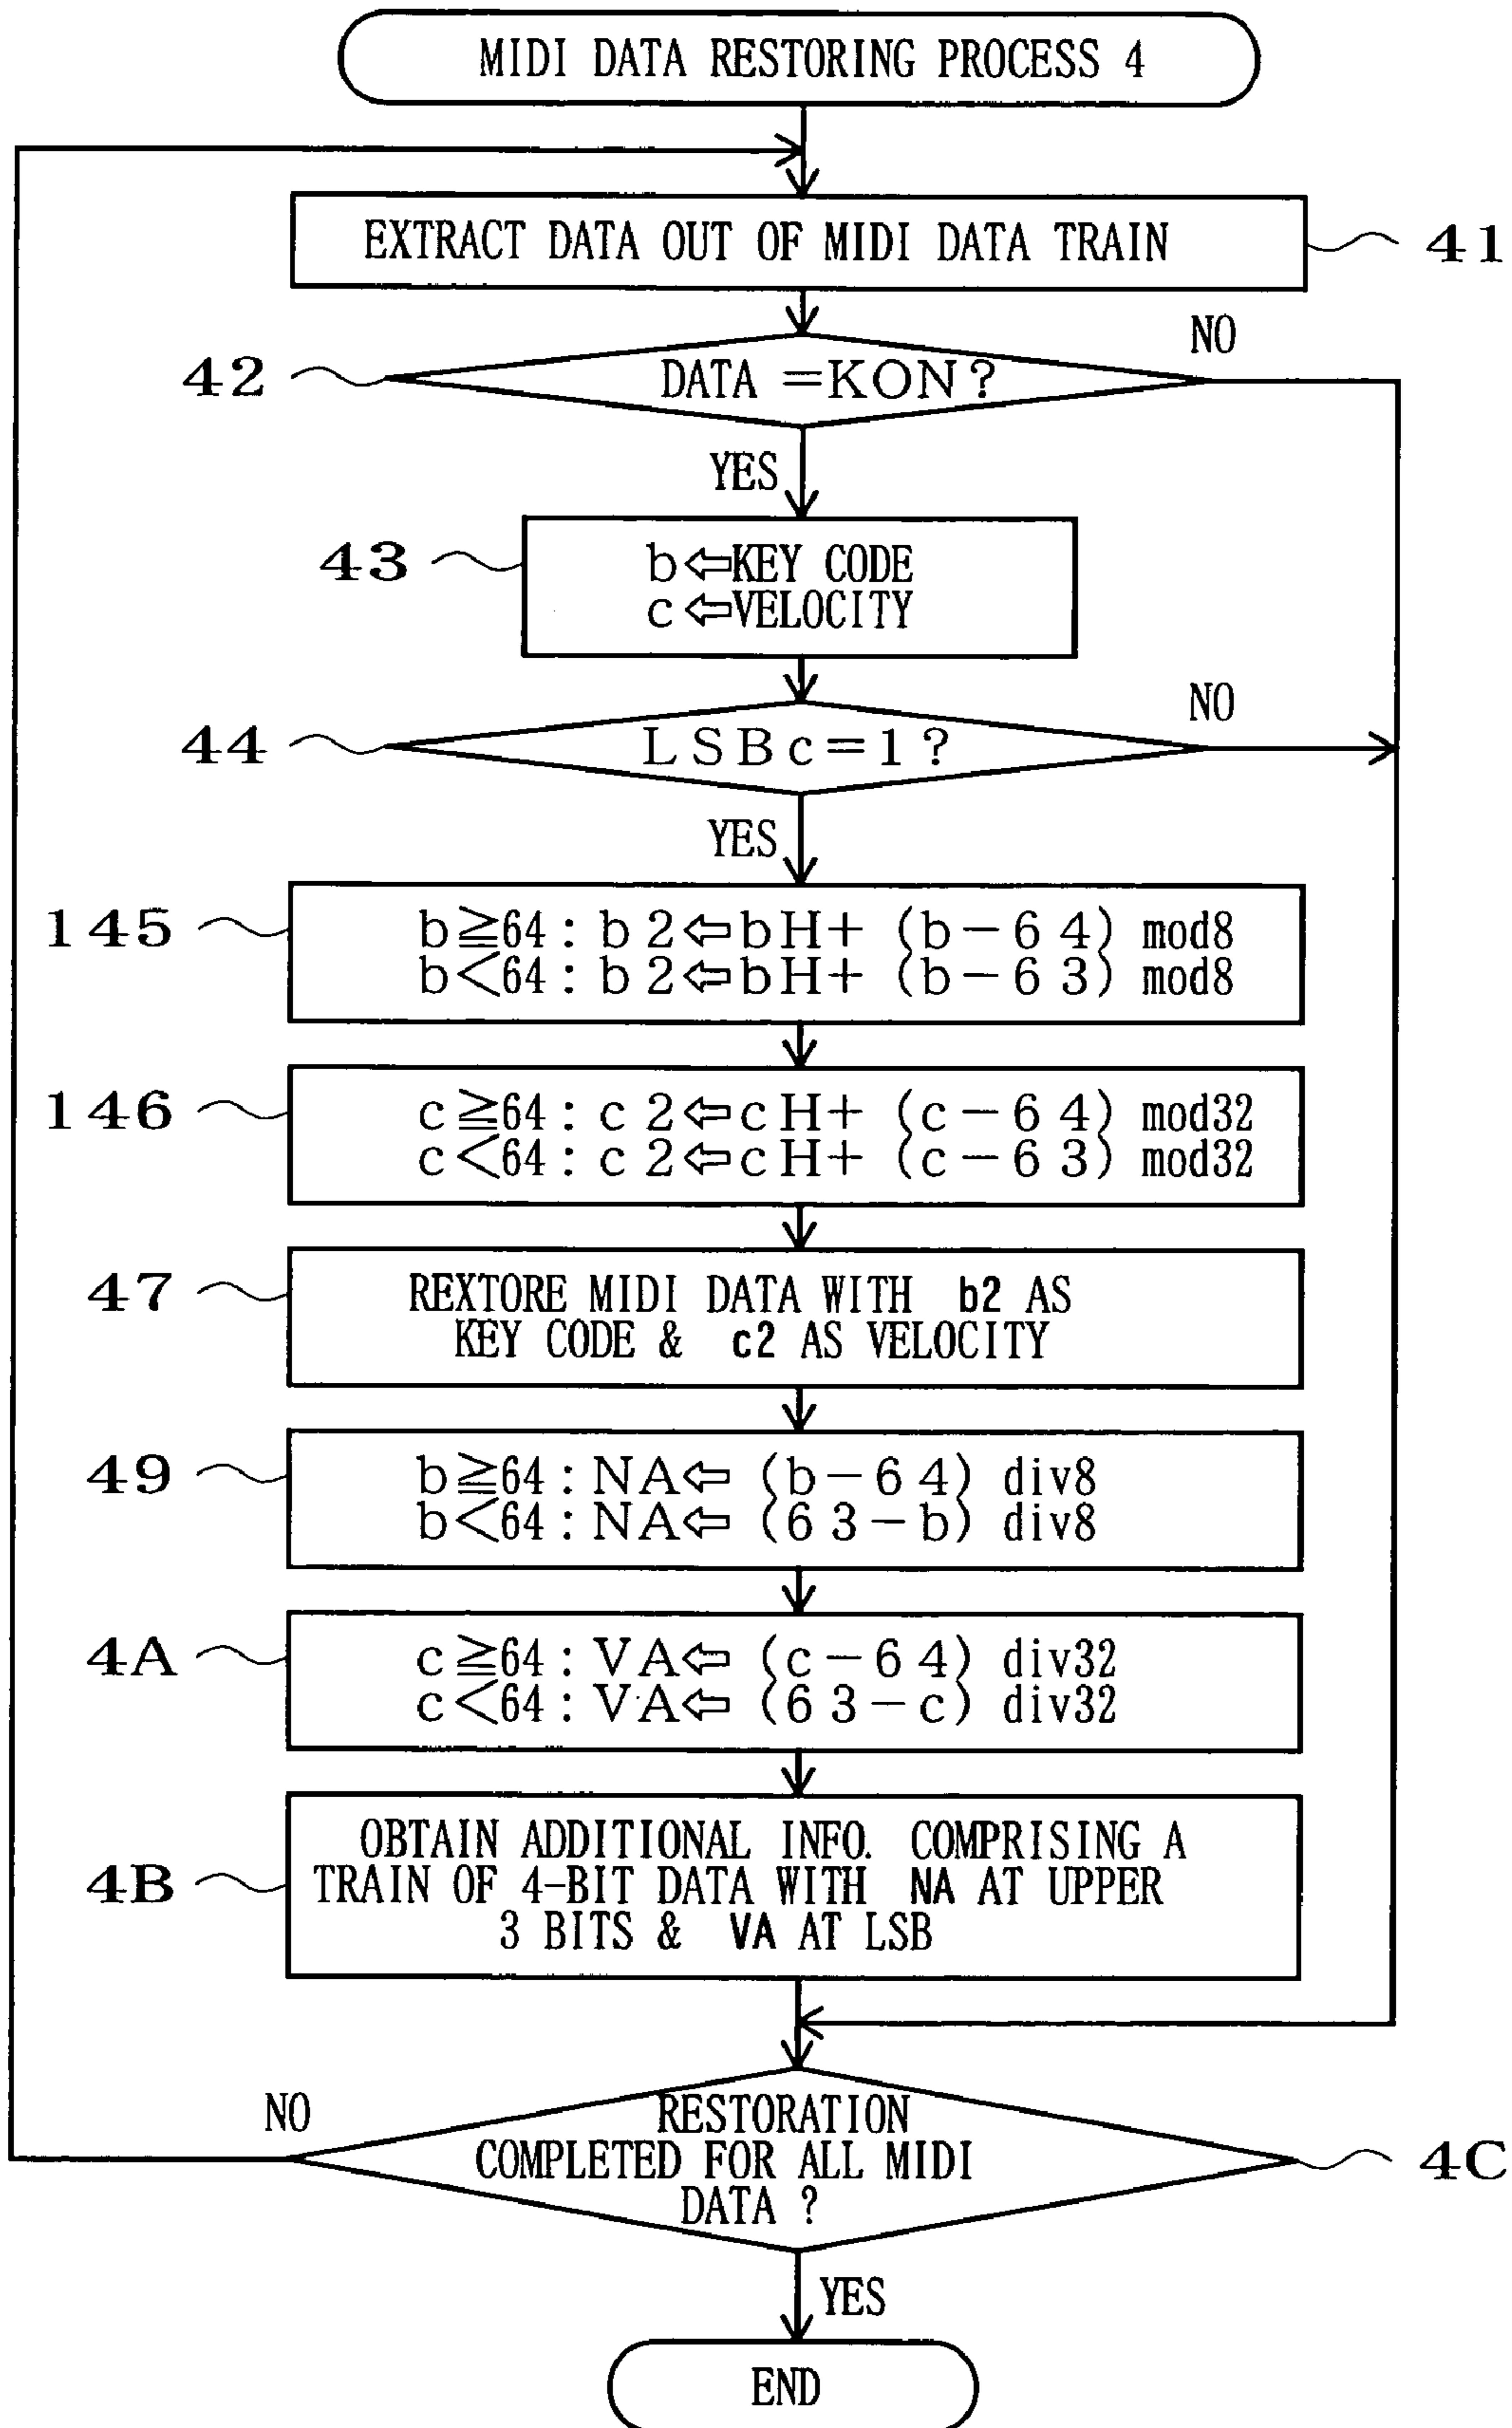 MIDI DATA RESTORING PROCESS 4
EXTRACT DATA OUT OF MIDI DATA TRAIN
41
NO
42
DATA =KON?
YES
43
b⇦KEY CODE
c⇦VELOCITY
NO
44
LSBc=1?
YES
145
b≧64: b2⇦bH+ (b-64) mod8
b<64: b2⇦bH+ (b-63) mod8
146
c≧64: c2⇦cH+ (c-64) mod32
c<64: c2⇦cH+ (c-63) mod32
47
REXTORE MIDI DATA WITH b2 AS
KEY CODE & c2 AS VELOCITY
49
b≧64: NA⇦ (b-64) div8
b<64: NA⇦ (63-b) div8
4A
c≧64: VA⇦ (c-64) div32
c<64: VA⇦ (63-c) div32
4B
OBTAIN ADDITIONAL INFO. COMPRISING A
TRAIN OF 4-BIT DATA WITH NA AT UPPER
3 BITS & VA AT LSB
NO
RESTORATION
COMPLETED FOR ALL MIDI
DATA ?
4C
YES
END